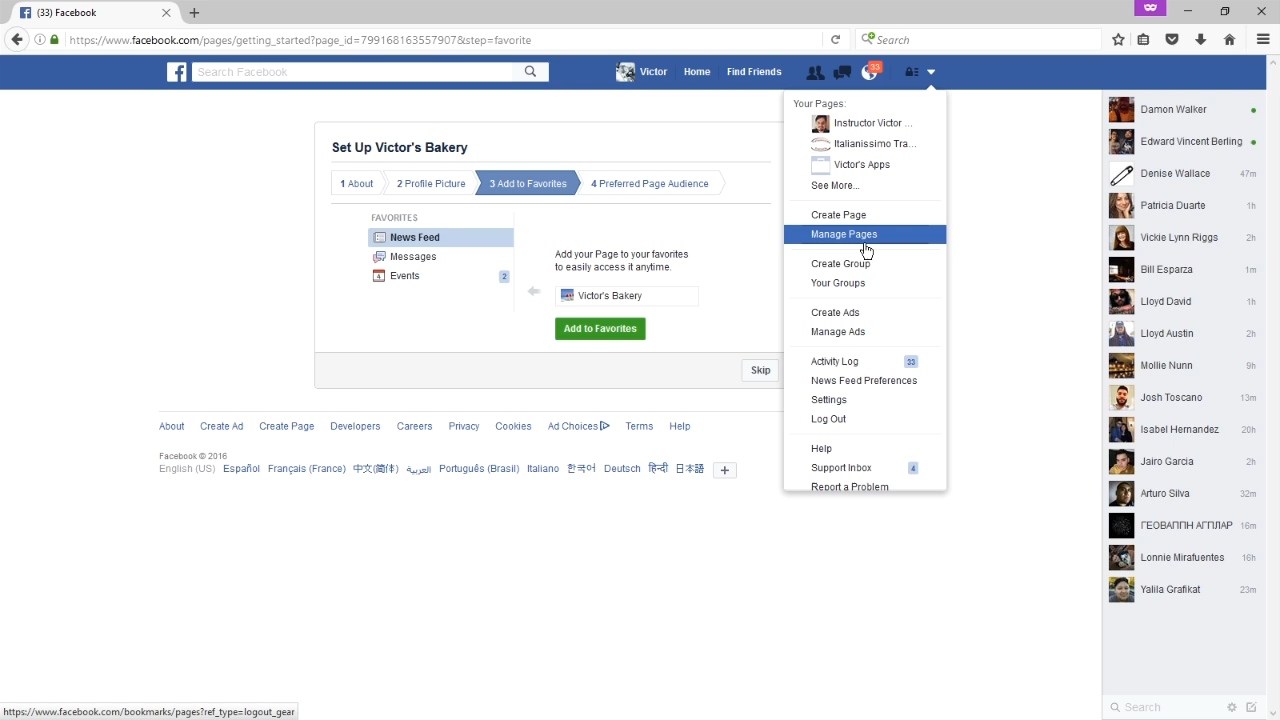 (33) Facebook
https://www.facebook.com/pages/getting_started?page_id=799168163557907&step=favorite
Search
Search Facebook
Victor
Home
Find Friends
33
Your Pages:
Instructor Victor ...
Italianissimo Tra...
Victor's Apps
See More...
Create Page
Manage Pages
Create Group
Your Groups
Create Ads
Manage Ads
Activity Log 33
News Feed Preferences
Settings
Log Out
Help
Support Inbox 4
Report a Problem
Set Up Victor's Bakery
1 About
2 Profile Picture
3 Add to Favorites
4 Preferred Page Audience
FAVORITES
News Feed
Messages
Events 2
Add your Page to your favorites
to easily access it anytime.
Victor's Bakery
Add to Favorites
Skip
About Create Ad Create Page Developers Privacy Cookies Ad Choices Terms Help
Facebook © 2016
English (US) Español Français (France) 中文(简体) العربية Português (Brasil) Italiano 한국어 Deutsch हिन्दी 日本語
Damon Walker
Edward Vincent Berling
Denise Wallace 47m
Patricia Duarte 1h
Vickie Lynn Riggs 2h
Bill Esparza 1m
Lloyd David 1h
Lloyd Austin 2h
Mollie Nunn 9h
Josh Toscano 13m
Isabel Hernandez 20h
Jairo Garcia 2h
Arturo Silva 32m
ГЕОВАППН АГПЛАР 16m
Lonnie Mirafuentes 16h
Yalila Grafikat 23m
Search
https://www.facebook.com/bookmarks/pages?ref_type=logout_gear